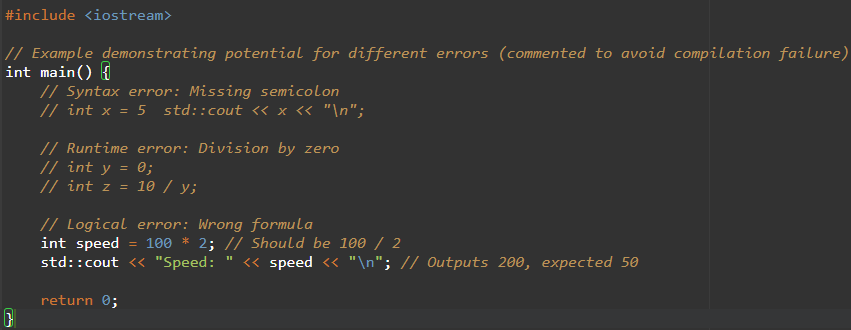 #include <iostream>
// Example demonstrating potential for different errors (commented to avoid compilation failure)
int main() {
    // Syntax error: Missing semicolon
    // int x = 5  std::cout << x << "\n";
    // Runtime error: Division by zero
    // int y = 0;
    // int z = 10 / y;
    // Logical error: Wrong formula
    int speed = 100 * 2; // Should be 100 / 2
    std::cout << "Speed: " << speed << "\n"; // Outputs 200, expected 50
    return 0;
}